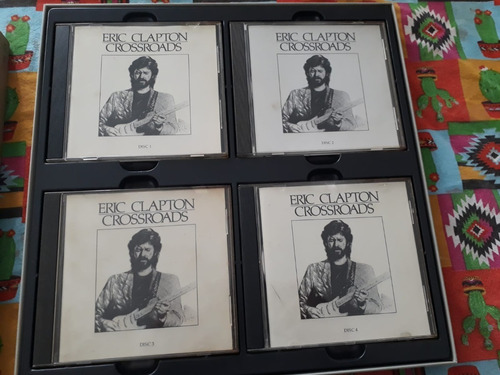 ERIC CLAPTON
CROSSROADS
DISC 1
ERIC CLAPTON
CROSSROADS
DISC 2
ERIC CLAPTON
CROSSROADS
DISC 3
ERIC CLAPTON
CROSSROADS
DISC 4